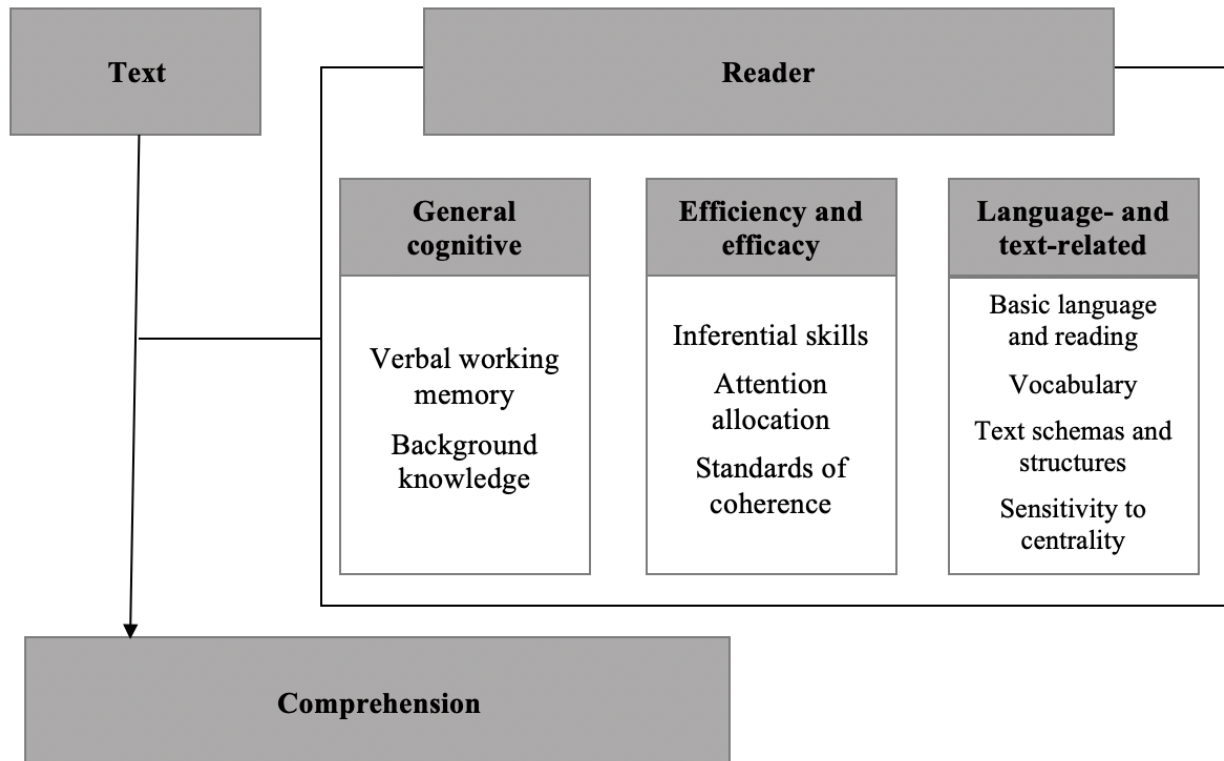 Text
Reader
General
cognitive
Verbal working
memory
Background
knowledge
Efficiency and
efficacy
Inferential skills
Attention
allocation
Standards of
coherence
Language- and
text-related
Basic language
and reading
Vocabulary
Text schemas and
structures
Sensitivity to
centrality
Comprehension